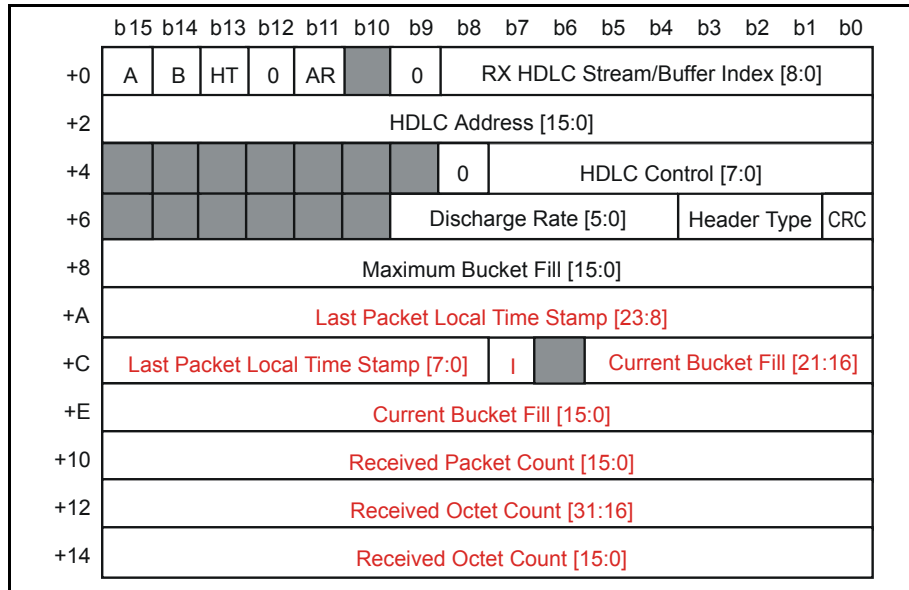 b15 b14 b13 b12 b11 b10 b9 b8 b7 b6 b5 b4 b3 b2 b1 b0
+0 A B HT 0 AR 0 RX HDLC Stream/Buffer Index [8:0]
+2 HDLC Address [15:0]
+4 0 HDLC Control [7:0]
+6 Discharge Rate [5:0] Header Type CRC
+8 Maximum Bucket Fill [15:0]
+A Last Packet Local Time Stamp [23:8]
+C Last Packet Local Time Stamp [7:0] I Current Bucket Fill [21:16]
+E Current Bucket Fill [15:0]
+10 Received Packet Count [15:0]
+12 Received Octet Count [31:16]
+14 Received Octet Count [15:0]